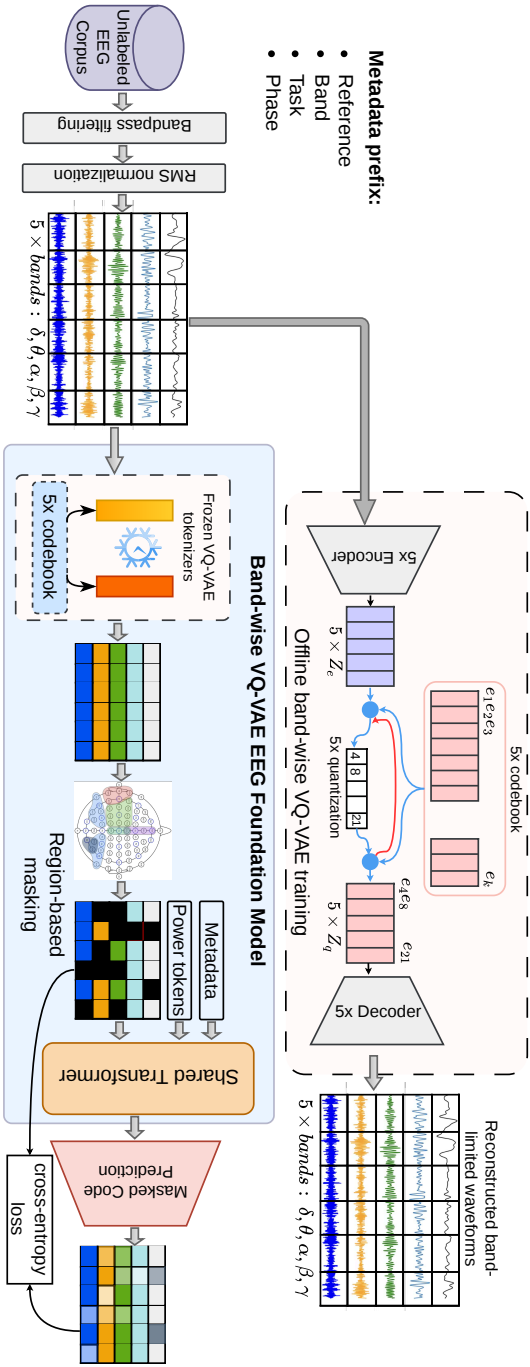 Metadata prefix:
• Reference
• Band
• Task
• Phase
Unlabeled
EEG
Corpus
Bandpass filtering
RMS normalization
5 × bands : δ, θ, α, β, γ
Offline band-wise VQ-VAE training
5x Encoder
5 × Z_e
5x codebook
e_1 e_2 e_3
e_k
4 8 21
5x quantization
e_4 e_8
e_21
5 × Z_q
5x Decoder
Reconstructed band-
limited waveforms
5 × bands : δ, θ, α, β, γ
Band-wise VQ-VAE EEG Foundation Model
Frozen VQ-VAE
tokenizers
5x codebook
Region-based
masking
Metadata
Power tokens
Shared Transformer
Masked Code
Prediction
cross-entropy
loss